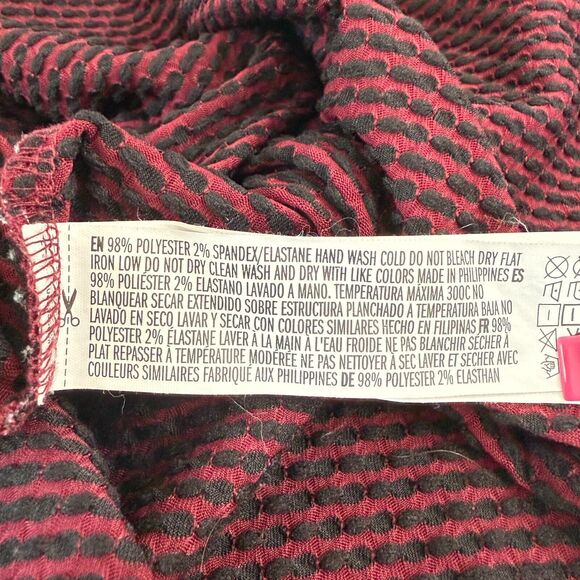 EN 98% POLYESTER 2% SPANDEX/ELASTANE HAND WASH COLD DO NOT BLEACH DRY FLAT
IRON LOW DO NOT DRY CLEAN WASH AND DRY WITH LIKE COLORS MADE IN PHILIPPINES ES
98% POLIÉSTER 2% ELASTANO LAVADO A MANO. TEMPERATURA MÁXIMA 300C NO
BLANQUEAR SECAR EXTENDIDO SOBRE ESTRUCTURA PLANCHADO A TEMPERATURA BAJA NO
LAVADO EN SECO LAVAR Y SECAR CON COLORES SIMILARES HECHO EN FILIPINAS FR 98%
POLYESTER 2% ÉLASTANE LAVER À LA MAIN À L'EAU FROIDE NE PAS BLANCHIR SÉCHER À
PLAT REPASSER À TEMPÉRATURE MODÉRÉE NE PAS NETTOYER À SEC LAVER ET SÉCHER AVEC
COULEURS SIMILAIRES FABRIQUÉ AUX PHILIPPINES DE 98% POLYESTER 2% ELASTHAN